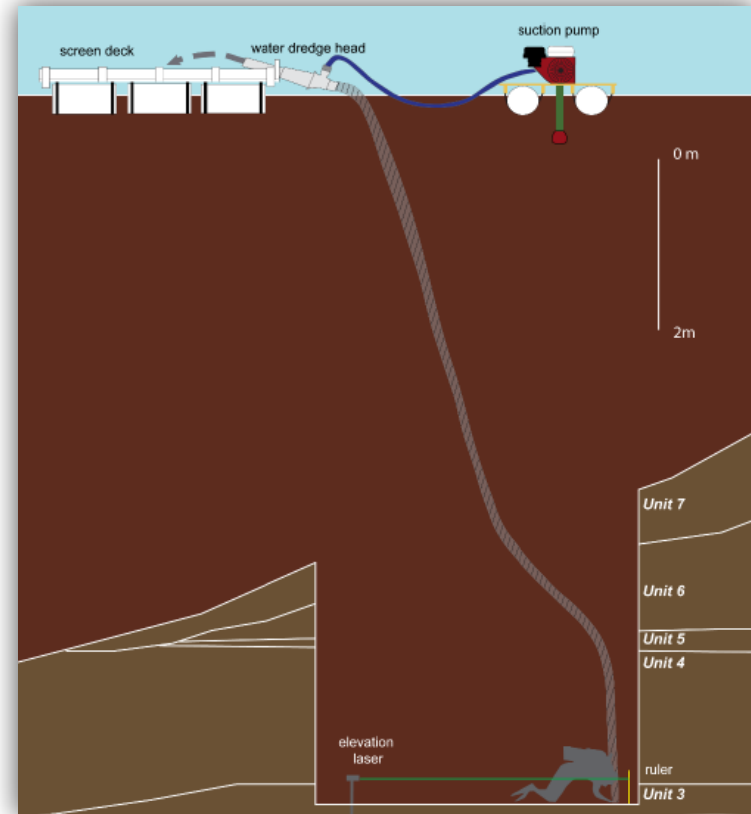 suction pump
screen deck
water dredge head
0 m
2m
Unit 7
Unit 6
Unit 5
Unit 4
elevation
laser
ruler
Unit 3